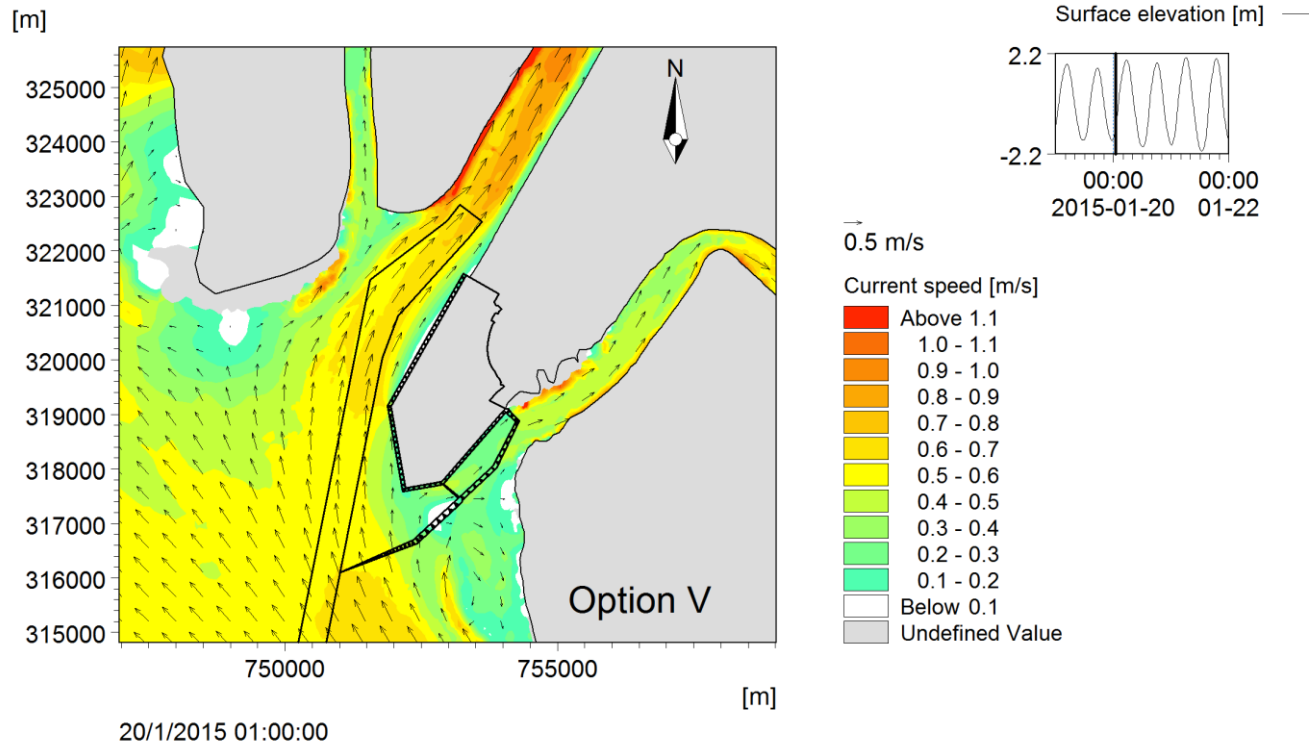 [m]
325000
324000
323000
322000
321000
320000
319000
318000
317000
316000
315000
750000 755000
[m]
N
Option V
20/1/2015 01:00:00
Surface elevation [m]
2.2
-2.2
00:00 00:00
2015-01-20 01-22
0.5 m/s
Current speed [m/s]
Above 1.1
1.0 - 1.1
0.9 - 1.0
0.8 - 0.9
0.7 - 0.8
0.6 - 0.7
0.5 - 0.6
0.4 - 0.5
0.3 - 0.4
0.2 - 0.3
0.1 - 0.2
Below 0.1
Undefined Value